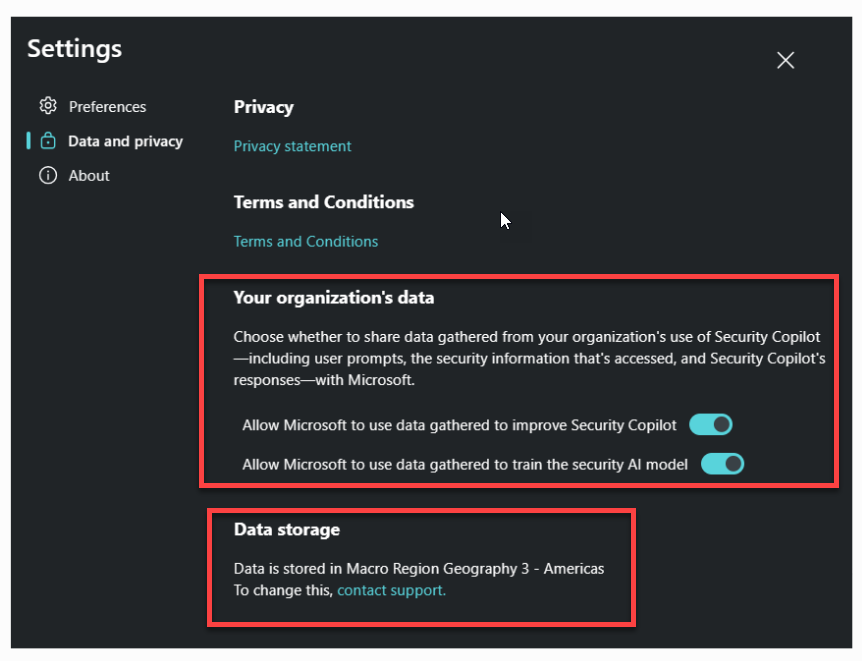 Settings
Preferences
Data and privacy
About
Privacy
Privacy statement
Terms and Conditions
Terms and Conditions
Your organization's data
Choose whether to share data gathered from your organization's use of Security Copilot
—including user prompts, the security information that's accessed, and Security Copilot's
responses—with Microsoft.
Allow Microsoft to use data gathered to improve Security Copilot
Allow Microsoft to use data gathered to train the security AI model
Data storage
Data is stored in Macro Region Geography 3 - Americas
To change this, contact support.